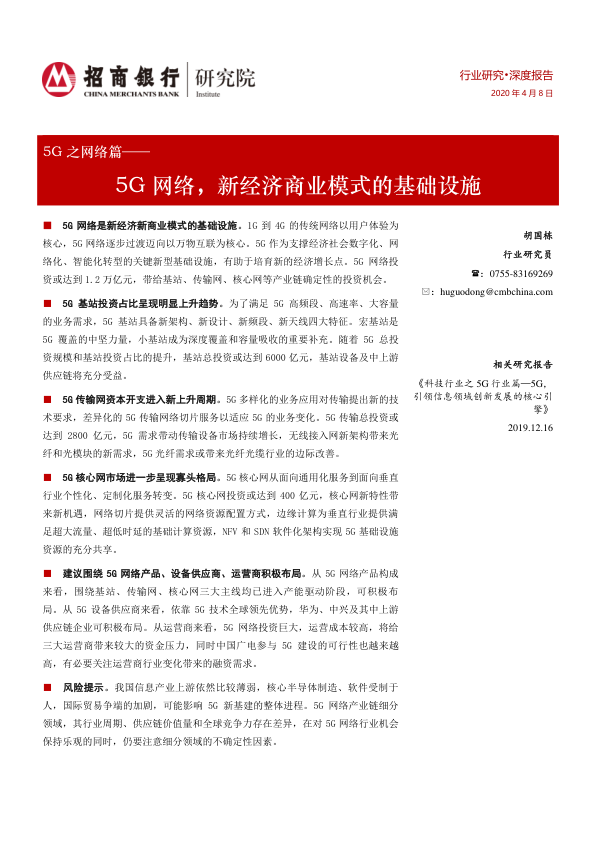 招商银行 研究院
CHINA MERCHANTS BANK Institute
行业研究•深度报告
2020 年 4 月 8 日
5G 之网络篇——
5G 网络，新经济商业模式的基础设施
■ 5G 网络是新经济新商业模式的基础设施。1G 到 4G 的传统网络以用户体验为
核心，5G 网络逐步过渡迈向以万物互联为核心。5G 作为支撑经济社会数字化、网
络化、智能化转型的关键新型基础设施，有助于培育新的经济增长点。5G 网络投
资或达到 1.2 万亿元，带给基站、传输网、核心网等产业链确定性的投资机会。
■ 5G 基站投资占比呈现明显上升趋势。为了满足 5G 高频段、高速率、大容量
的业务需求，5G 基站具备新架构、新设计、新频段、新天线四大特征。宏基站是
5G 覆盖的中坚力量，小基站成为深度覆盖和容量吸收的重要补充。随着 5G 总投
资规模和基站投资占比的提升，基站总投资或达到 6000 亿元，基站设备及中上游
供应链将充分受益。
■ 5G 传输网资本开支进入新上升周期。5G 多样化的业务应用对传输提出新的技
术要求，差异化的 5G 传输网络切片服务以适应 5G 的业务变化。5G 传输总投资或
达到 2800 亿元，5G 需求带动传输设备市场持续增长，无线接入网新架构带来光
纤和光模块的新需求，5G 光纤需求或带来光纤光缆行业的边际改善。
■ 5G 核心网市场进一步呈现寡头格局。5G 核心网从面向通用化服务到面向垂直
行业个性化、定制化服务转变。5G 核心网投资或达到 400 亿元，核心网新特性带
来新机遇，网络切片提供灵活的网络资源配置方式，边缘计算为垂直行业提供满
足超大流量、超低时延的基础计算资源，NFV 和 SDN 软件化架构实现 5G 基础设施
资源的充分共享。
■ 建议围绕 5G 网络产品、设备供应商、运营商积极布局。从 5G 网络产品构成
来看，围绕基站、传输网、核心网三大主线均已进入产能驱动阶段，可积极布
局。从 5G 设备供应商来看，依靠 5G 技术全球领先优势，华为、中兴及其中上游
供应链企业可积极布局。从运营商来看，5G 网络投资巨大，运营成本较高，将给
三大运营商带来较大的资金压力，同时中国广电参与 5G 建设的可行性也越来越
高，有必要关注运营商行业变化带来的融资需求。
■ 风险提示。我国信息产业上游依然比较薄弱，核心半导体制造、软件受制于
人，国际贸易争端的加剧，可能影响 5G 新基建的整体进程。5G 网络产业链细分
领域，其行业周期、供应链价值量和全球竞争力存在差异，在对 5G 网络行业机会
保持乐观的同时，仍要注意细分领域的不确定性因素。
胡国栋
行业研究员
☎：0755-83169269
✉：huguodong@cmbchina.com
相关研究报告
《科技行业之 5G 行业篇—5G，
引领信息领域创新发展的核心引
擎》
2019.12.16